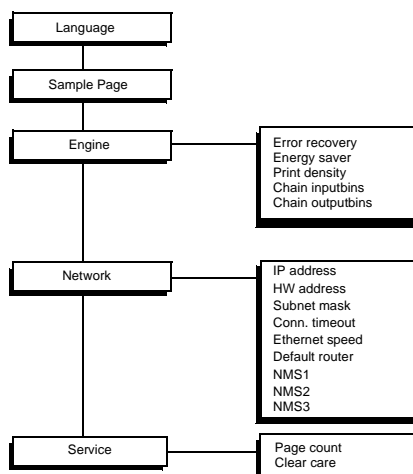 Language
Sample Page
Engine
Error recovery
Energy saver
Print density
Chain inputbins
Chain outputbins
Network
IP address
HW address
Subnet mask
Conn. timeout
Ethernet speed
Default router
NMS1
NMS2
NMS3
Service
Page count
Clear care